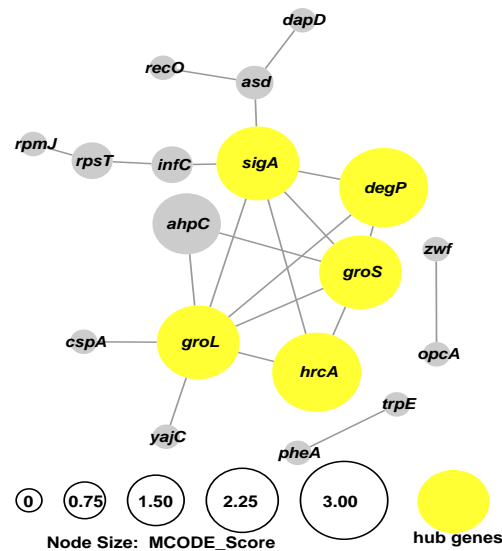 dapD
recO
asd
rpmJ
rpsT
infC
sigA
degP
ahpC
zwf
groS
cspA
groL
opcA
hrcA
trpE
yajC
pheA
0 0.75 1.50 2.25 3.00
Node Size: MCODE_Score
hub genes